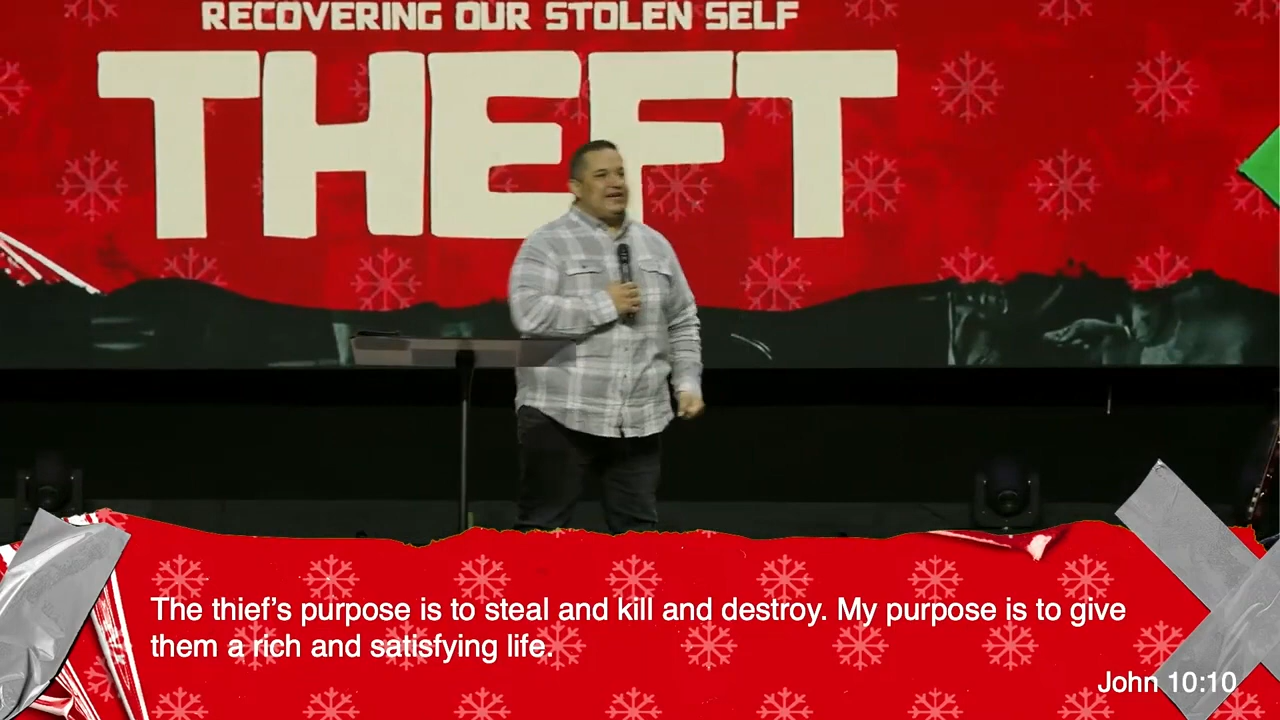 RECOVERING OUR STOLEN SELF
THEFT
The thief’s purpose is to steal and kill and destroy. My purpose is to give
them a rich and satisfying life.
John 10:10